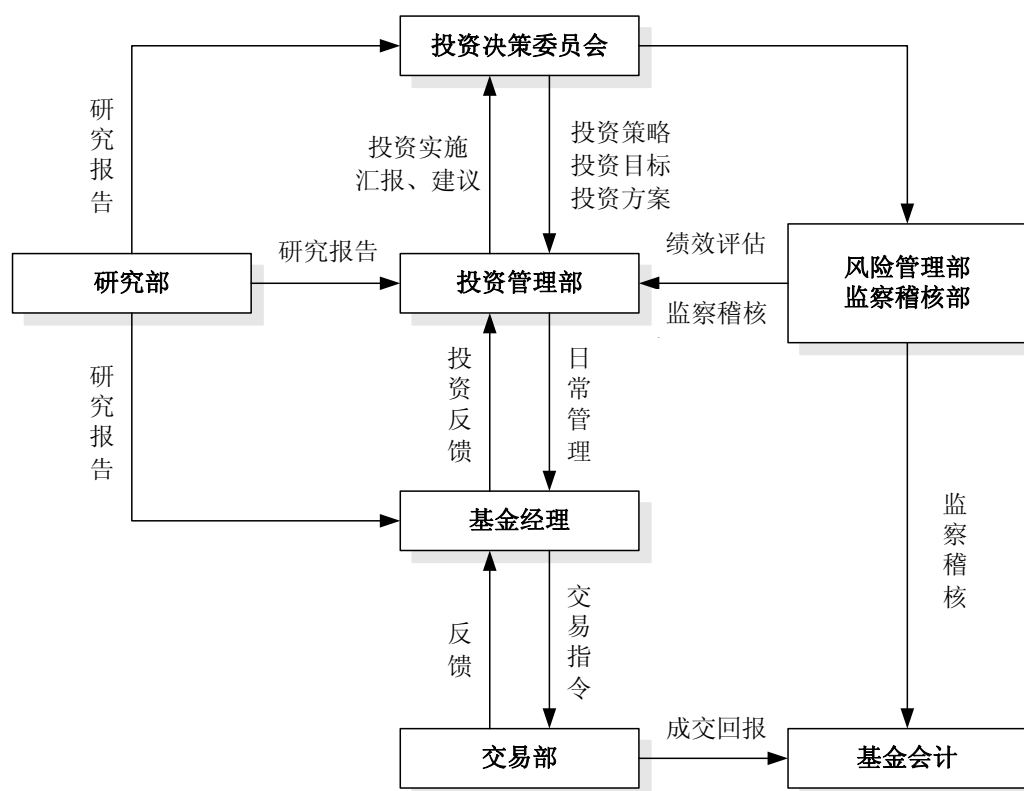 投资决策委员会
研究报告
投资实施
汇报、建议
投资策略
投资目标
投资方案
研究部
研究报告
投资管理部
绩效评估
监察稽核
风险管理部
监察稽核部
研究报告
投资反馈
日常管理
基金经理
监察稽核
反馈
交易指令
交易部
成交回报
基金会计